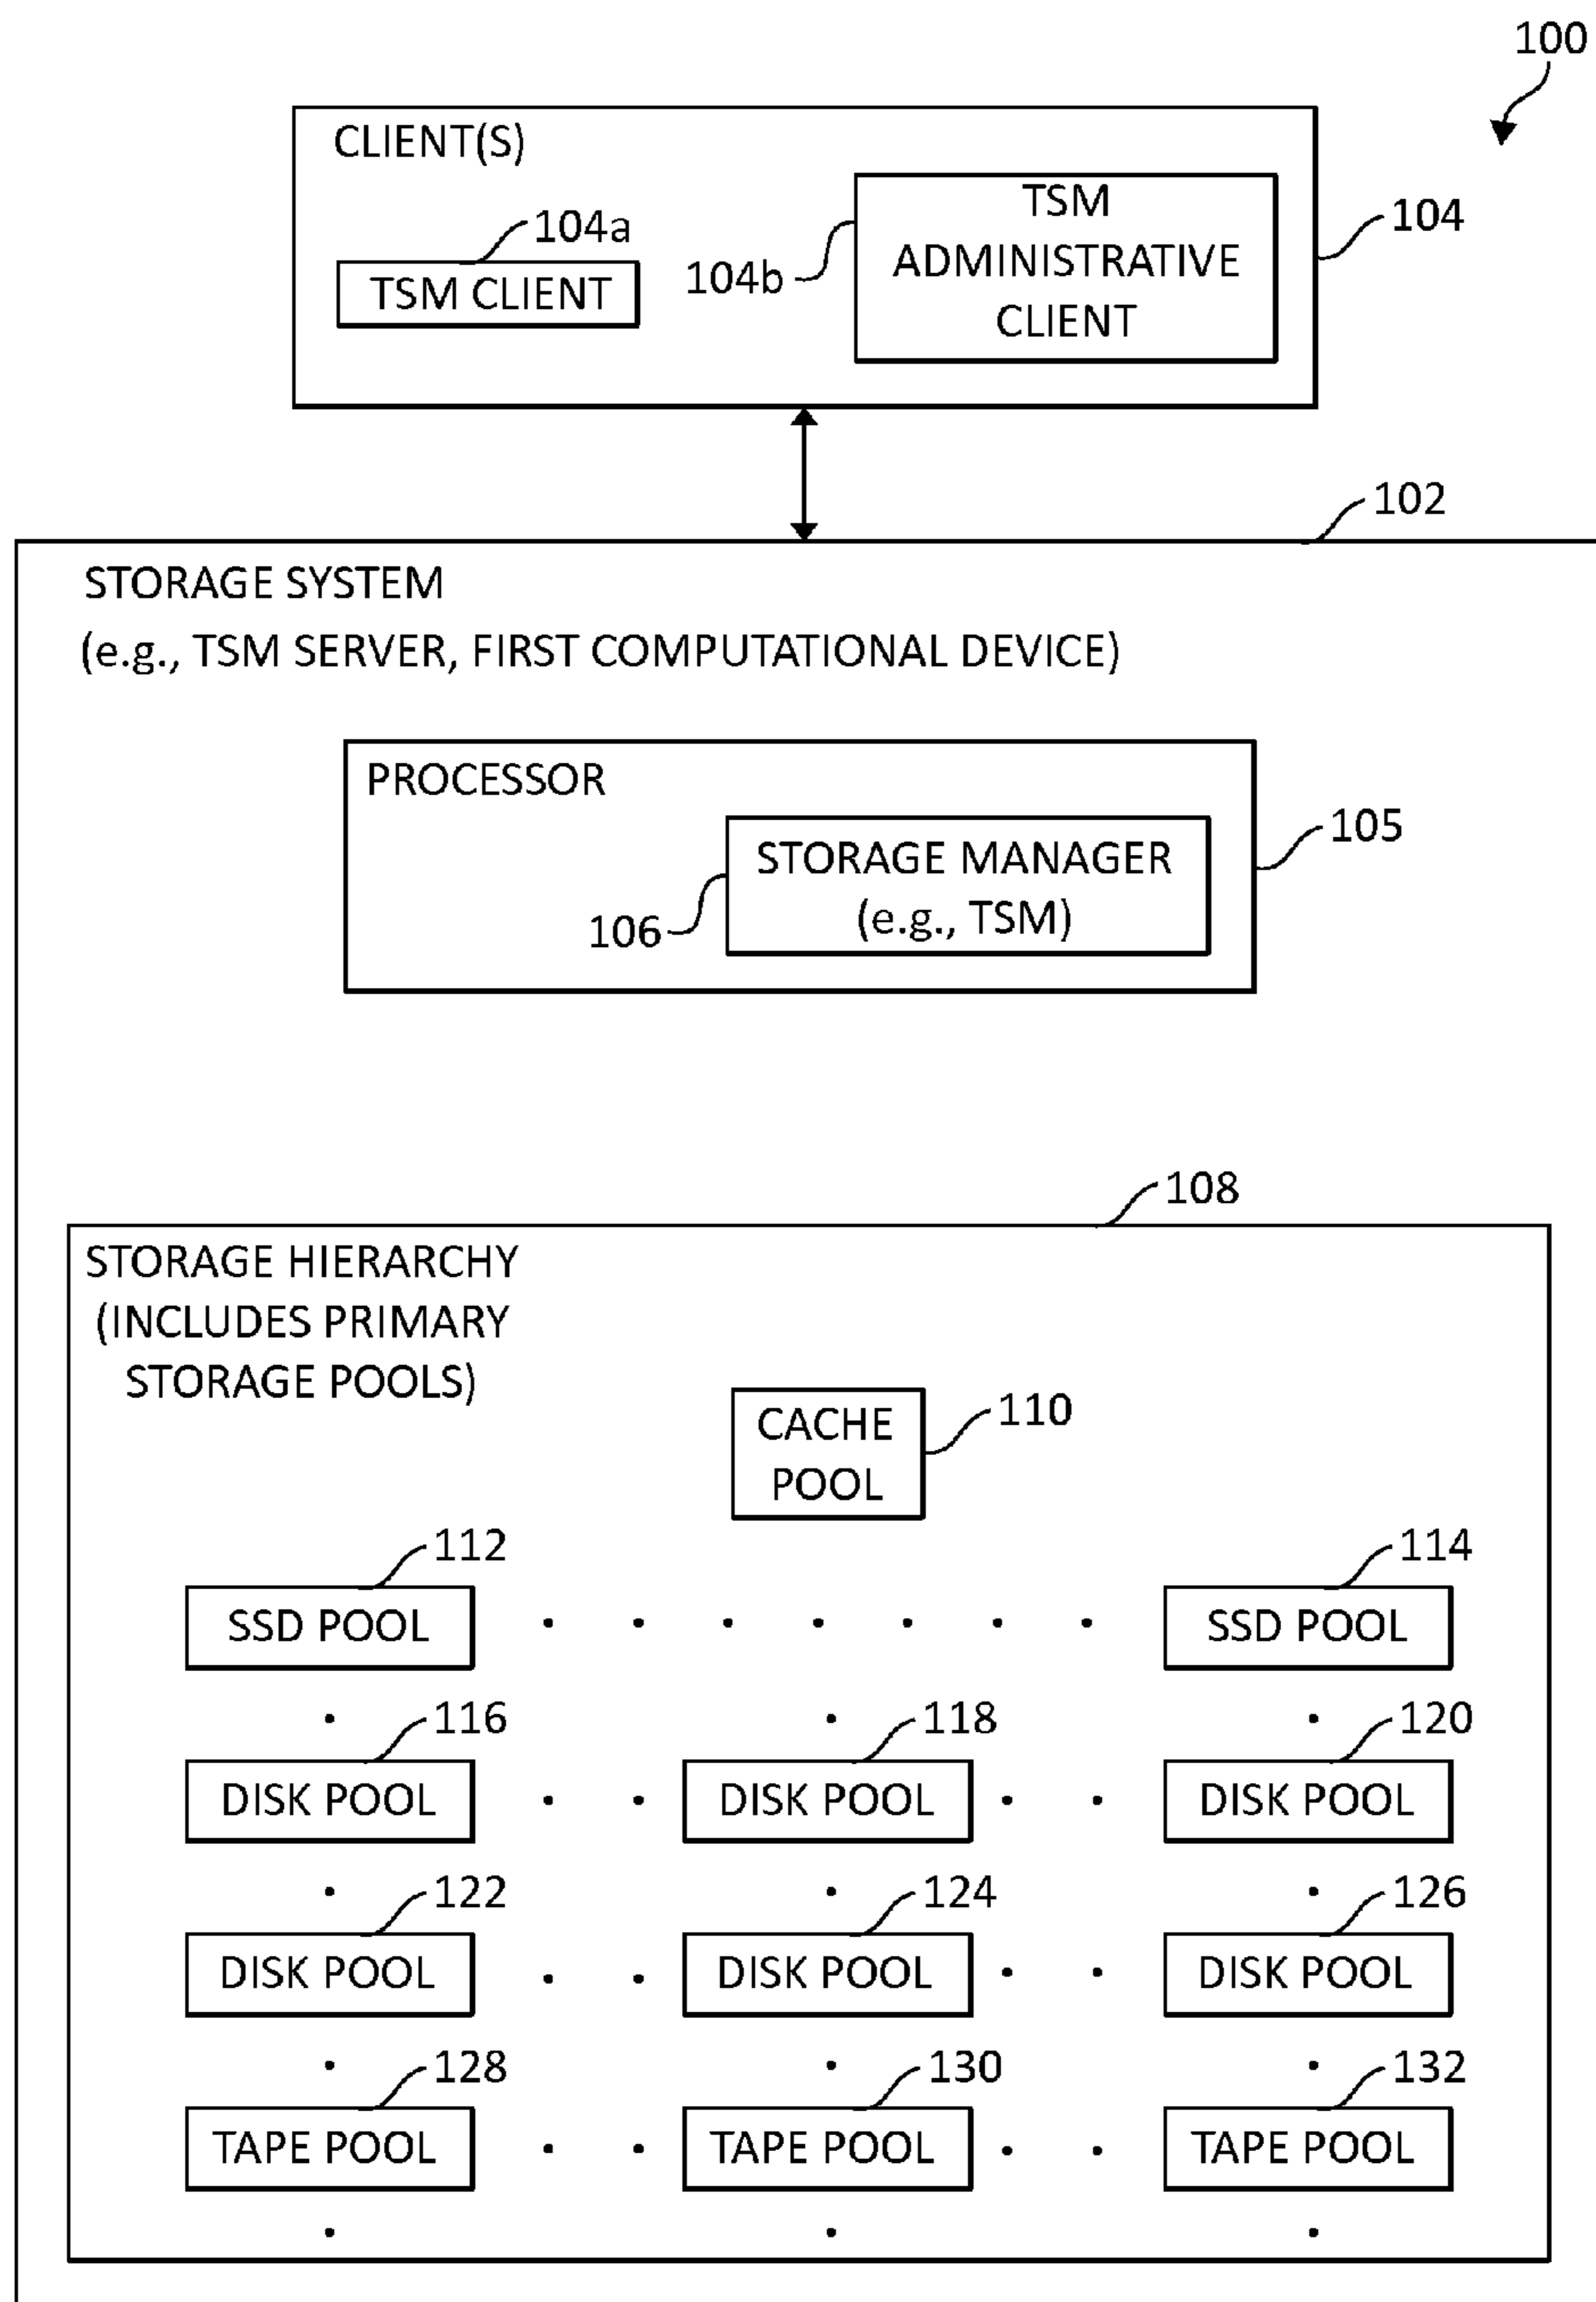 100
CLIENT(S)
104a
TSM CLIENT
104b
TSM
ADMINISTRATIVE
CLIENT
104
102
STORAGE SYSTEM
(e.g., TSM SERVER, FIRST COMPUTATIONAL DEVICE)
PROCESSOR
105
106
STORAGE MANAGER
(e.g., TSM)
108
STORAGE HIERARCHY
(INCLUDES PRIMARY
STORAGE POOLS)
CACHE
POOL
110
112
114
SSD POOL
SSD POOL
116
118
120
DISK POOL
DISK POOL
DISK POOL
122
124
126
DISK POOL
DISK POOL
DISK POOL
128
130
132
TAPE POOL
TAPE POOL
TAPE POOL